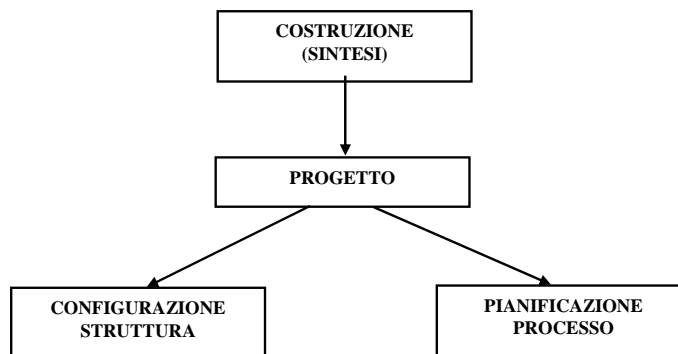 COSTRUZIONE
(SINTESI)
PROGETTO
CONFIGURAZIONE
STRUTTURA
PIANIFICAZIONE
PROCESSO